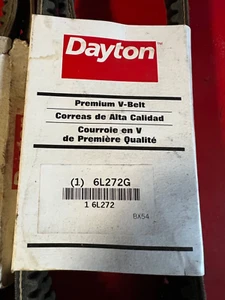 Dayton
Premium V-Belt
Correas de Alta Calidad
Courroie en V
de Première Qualité
(1) 6L272G
1 6L272
BX54